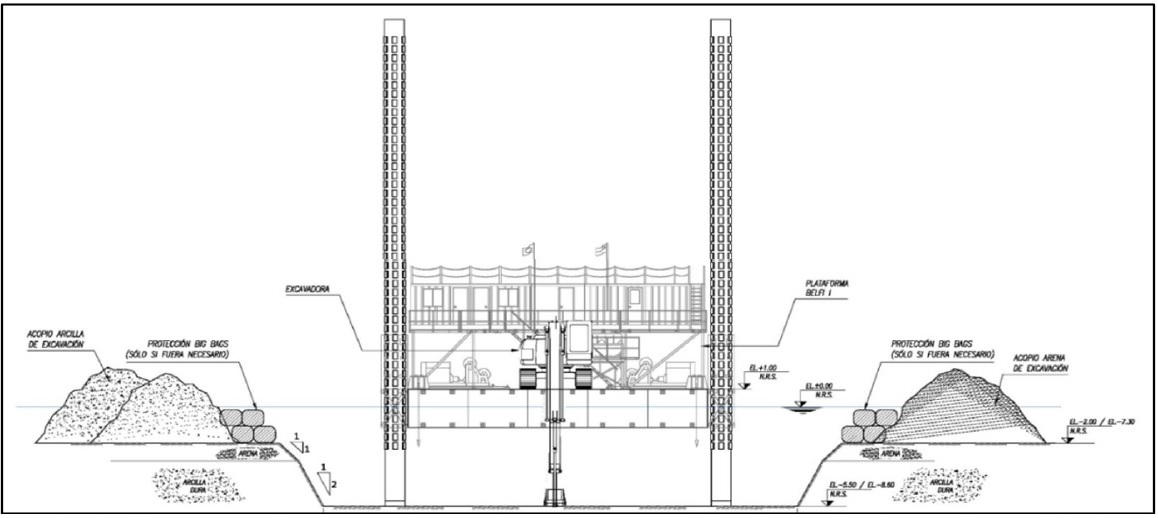 EXCAVADORA
PLATAFORMA
BELFI I
ACOPIO ARCILLA
DE EXCAVACIÓN
PROTECCIÓN BIG BAGS
(SÓLO SI FUERA NECESARIO)
PROTECCIÓN BIG BAGS
(SÓLO SI FUERA NECESARIO)
ACOPIO ARENA
DE EXCAVACIÓN
EL.+1.00
N.R.S.
EL.±0.00
N.R.S.
EL.-2.00 / EL.-7.30
N.R.S.
1
1
ARENA
ARENA
1
2
ARCILLA
DURA
EL.-5.50 / EL.-8.60
N.R.S.
ARCILLA
DURA